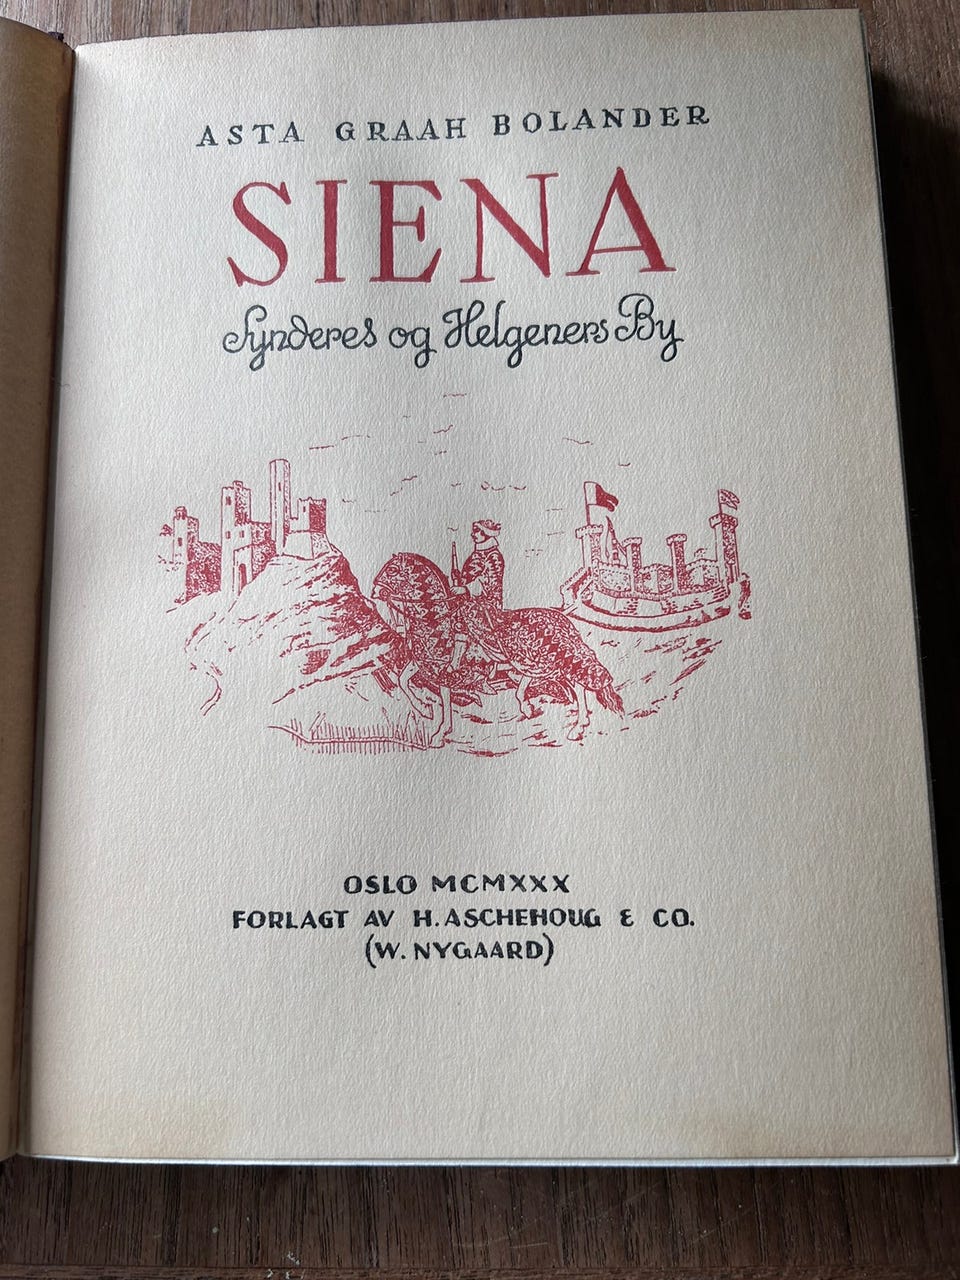 ASTA GRAAH BOLANDER
SIENA
Synderes og Helgeners By
OSLO MCMXXX
FORLAGT AV H. ASCHEHOUG & CO.
(W. NYGAARD)